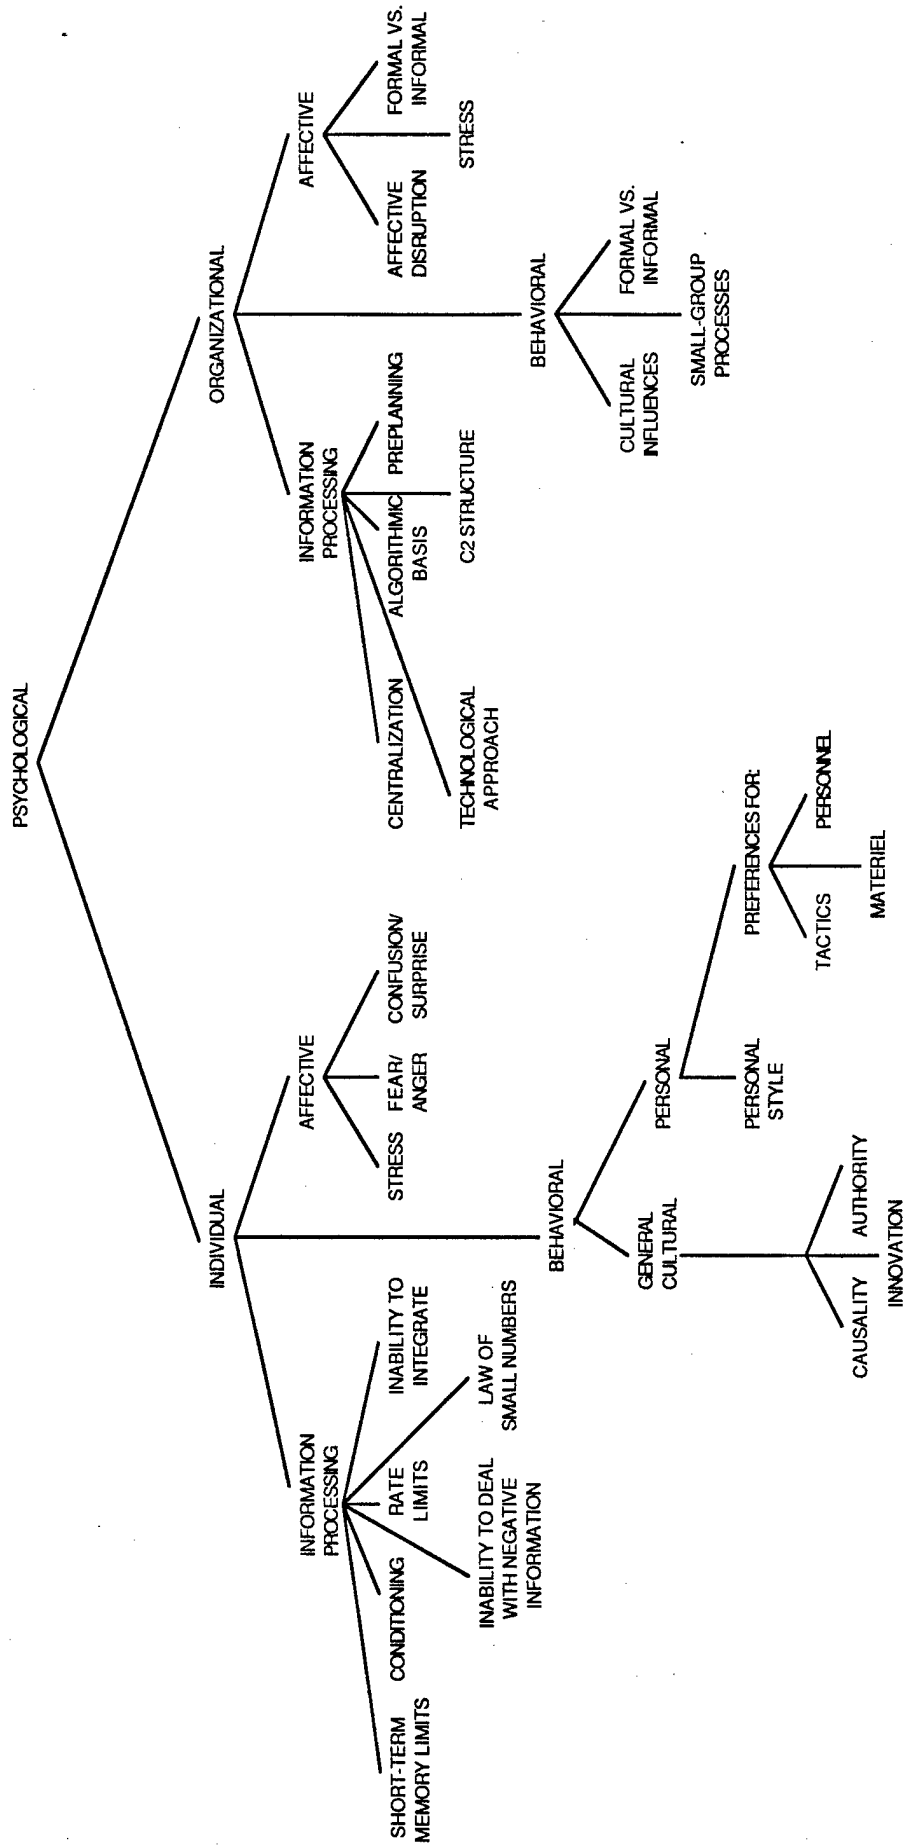 PSYCHOLOGICAL
INDIVIDUAL
ORGANIZATIONAL
INFORMATION
PROCESSING
AFFECTIVE
INFORMATION
PROCESSING
AFFECTIVE
SHORT-TERM
MEMORY LIMITS
CONDITIONING
RATE
LIMITS
INABILITY TO
INTEGRATE
STRESS
FEAR/
ANGER
CONFUSION/
SURPRISE
CENTRALIZATION
ALGORITHMIC
BASIS
PREPLANNING
AFFECTIVE
DISRUPTION
FORMAL VS.
INFORMAL
INABILITY TO DEAL
WITH NEGATIVE
INFORMATION
LAW OF
SMALL NUMBERS
TECHNOLOGICAL
APPROACH
C2 STRUCTURE
STRESS
BEHAVIORAL
BEHAVIORAL
GENERAL
CULTURAL
PERSONAL
CULTURAL
INFLUENCES
FORMAL VS.
INFORMAL
SMALL-GROUP
PROCESSES
PERSONAL
STYLE
PREFERENCES FOR:
CAUSALITY
AUTHORITY
TACTICS
PERSONNEL
INNOVATION
MATERIEL